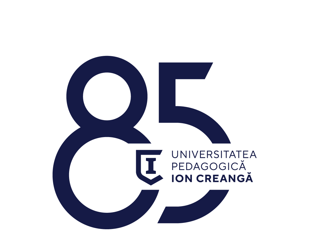 85
I
UNIVERSITATEA
PEDAGOGICĂ
ION CREANGĂ